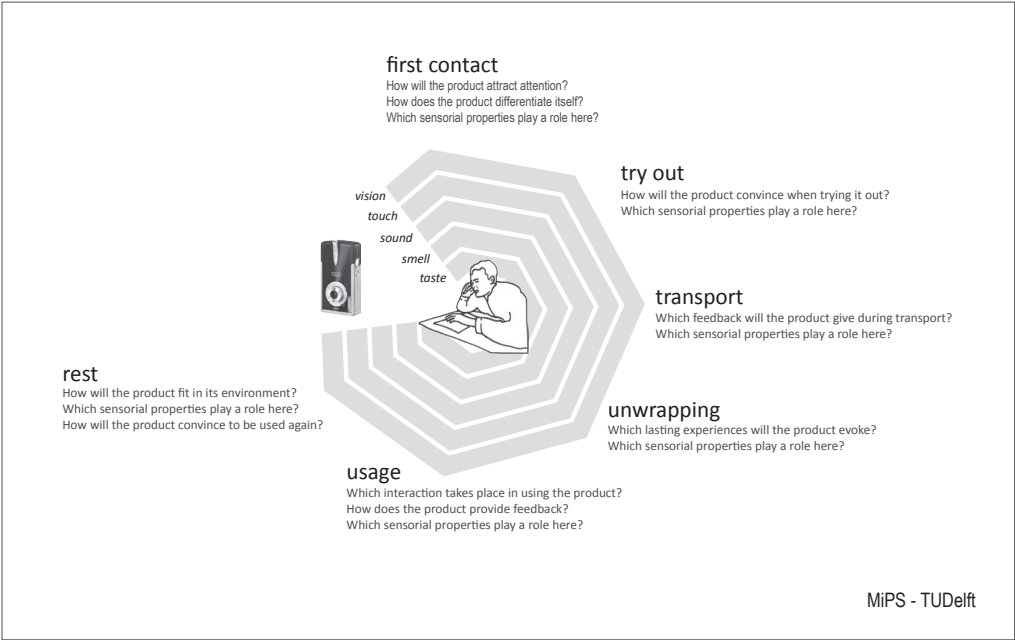 first contact
How will the product attract attention?
How does the product differentiate itself?
Which sensorial properties play a role here?
try out
How will the product convince when trying it out?
Which sensorial properties play a role here?
vision
touch
sound
smell
taste
transport
Which feedback will the product give during transport?
Which sensorial properties play a role here?
rest
How will the product fit in its environment?
Which sensorial properties play a role here?
How will the product convince to be used again?
unwrapping
Which lasting experiences will the product evoke?
Which sensorial properties play a role here?
usage
Which interaction takes place in using the product?
How does the product provide feedback?
Which sensorial properties play a role here?
MiPS - TUDelft